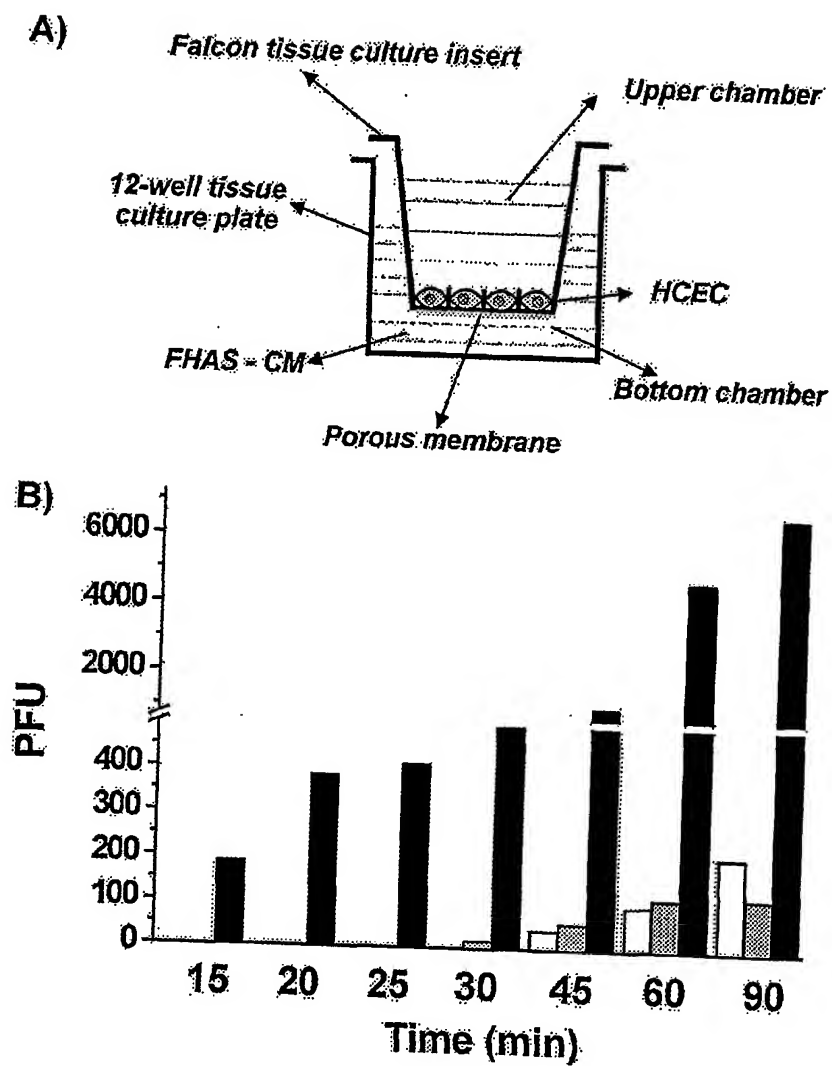 A)
Falcon tissue culture insert
Upper chamber
12-well tissue
culture plate
HCEC
FHAS - CM
Bottom chamber
Porous membrane
B)
6000
4000
2000
400
300
200
100
0
PFU
15 20 25 30 45 60 90
Time (min)